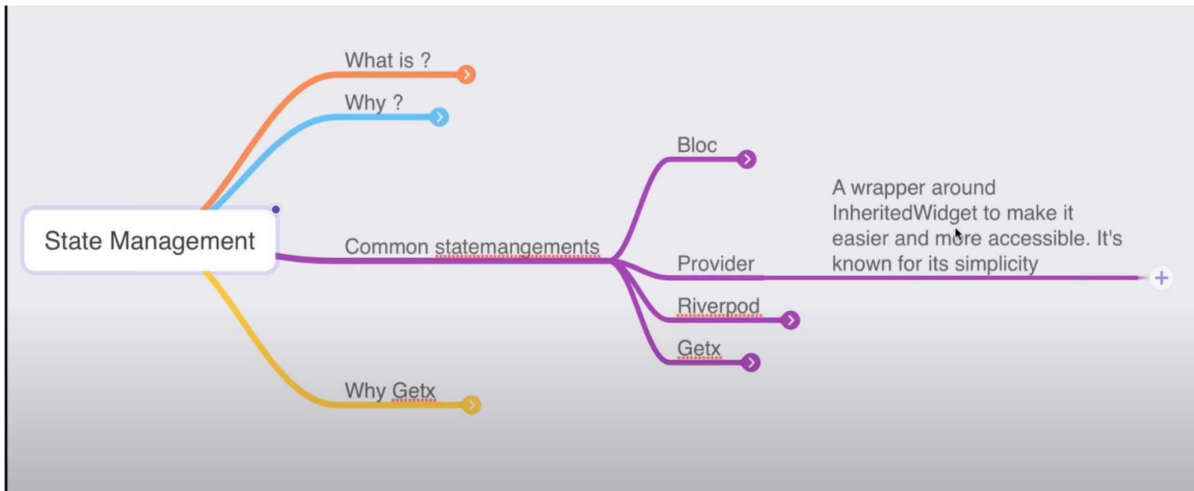 What is ?
Why ?
State Management
Common statemangements
Bloc
Provider
A wrapper around
InheritedWidget to make it
easier and more accessible. It's
known for its simplicity
Riverpod
Getx
Why Getx